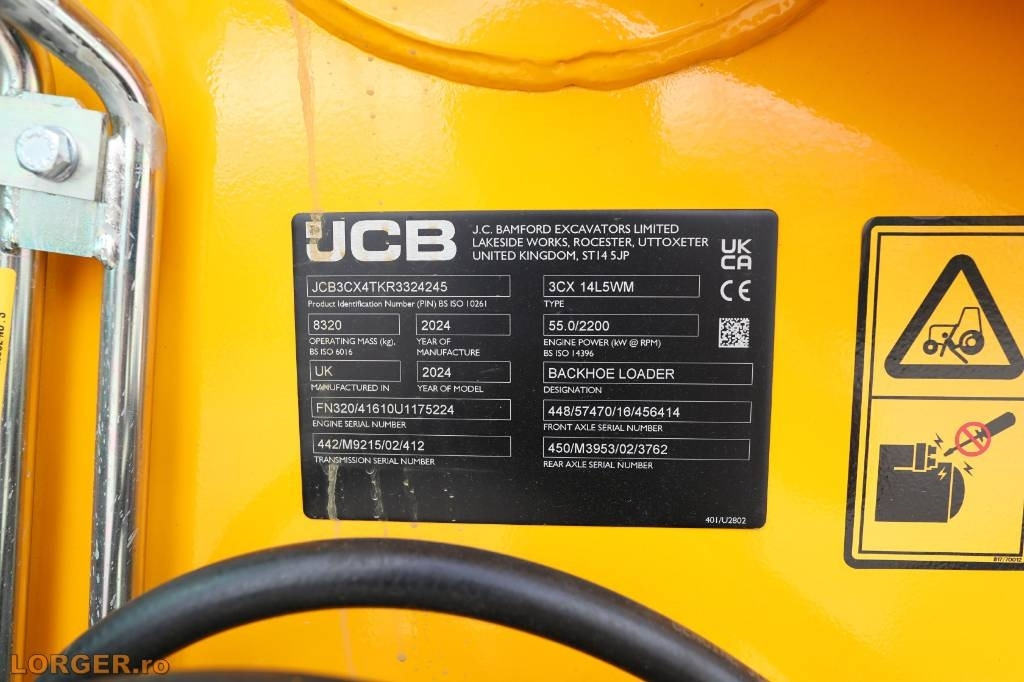 JCB
J.C. BAMFORD EXCAVATORS LIMITED
LAKESIDE WORKS, ROCESTER, UTTOXETER
UNITED KINGDOM, ST14 5JP
UK
CA
CE
JCB3CX4TKR3324245
Product Identification Number (PIN) BS ISO 10261
3CX 14L5WM
TYPE
8320
OPERATING MASS (kg),
BS ISO 6016
2024
YEAR OF
MANUFACTURE
55.0/2200
ENGINE POWER (kW @ RPM)
BS ISO 14396
UK
MANUFACTURED IN
2024
YEAR OF MODEL
BACKHOE LOADER
DESIGNATION
FN320/41610U1175224
ENGINE SERIAL NUMBER
448/57470/16/456414
FRONT AXLE SERIAL NUMBER
442/M9215/02/412
TRANSMISSION SERIAL NUMBER
450/M3953/02/3762
REAR AXLE SERIAL NUMBER
401/U2802
817/70012
LORGER.ro